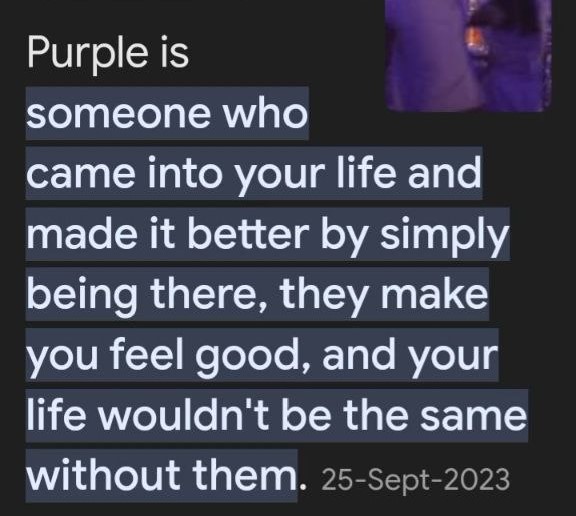 Purple is
someone who
came into your life and
made it better by simply
being there, they make
you feel good, and your
life wouldn't be the same
without them. 25-Sept-2023